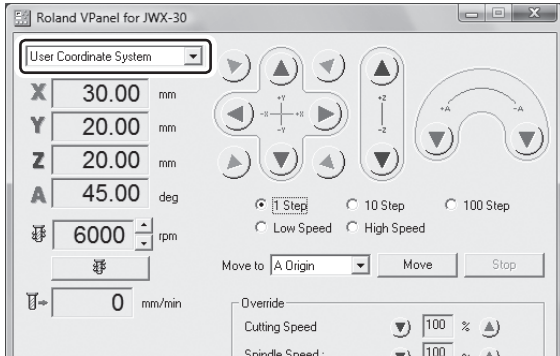 Roland VPanel for JWX-30
User Coordinate System
X 30.00 mm
Y 20.00 mm
Z 20.00 mm
A 45.00 deg
6000 rpm
0 mm/min
+Y
-X +X
-Y
+Z
-Z
+A -A
1 Step 10 Step 100 Step
Low Speed High Speed
Move to A Origin Move Stop
Override
Cutting Speed 100 %
Spindle Speed : 100 %